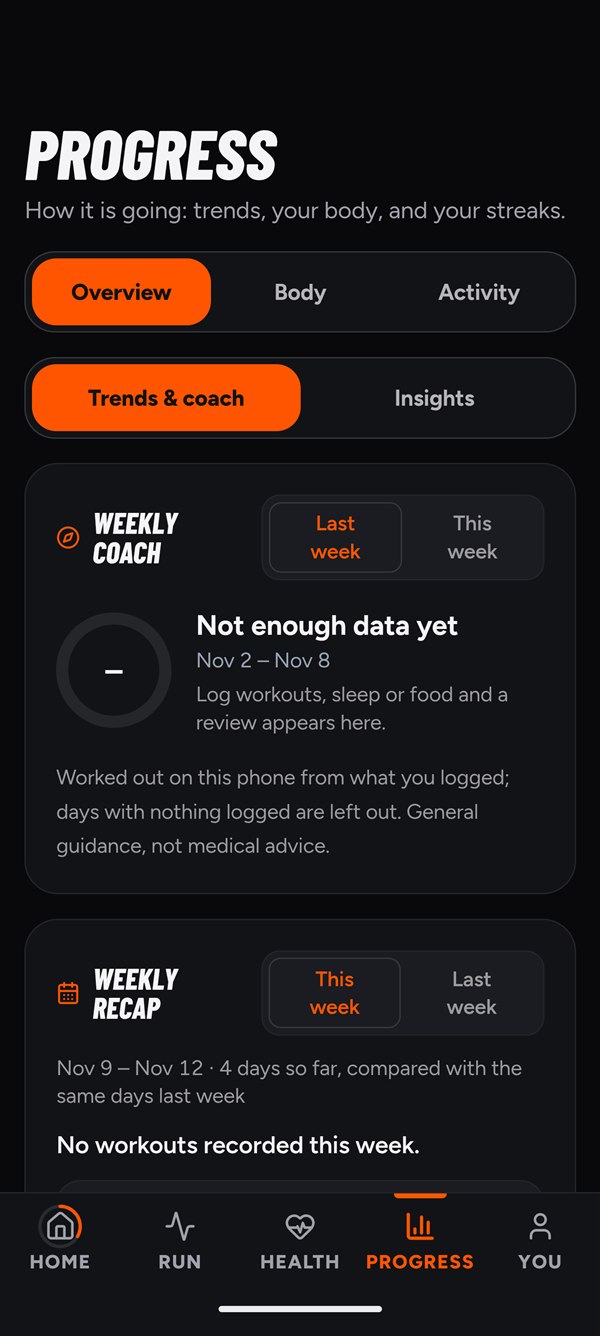 PROGRESS
How it is going: trends, your body, and your streaks.
Overview
Body
Activity
Trends & coach
Insights
WEEKLY
COACH
Last
week
This
week
–
Not enough data yet
Nov 2 – Nov 8
Log workouts, sleep or food and a
review appears here.
Worked out on this phone from what you logged;
days with nothing logged are left out. General
guidance, not medical advice.
WEEKLY
RECAP
This
week
Last
week
Nov 9 – Nov 12 · 4 days so far, compared with the
same days last week
No workouts recorded this week.
HOME
RUN
HEALTH
PROGRESS
YOU